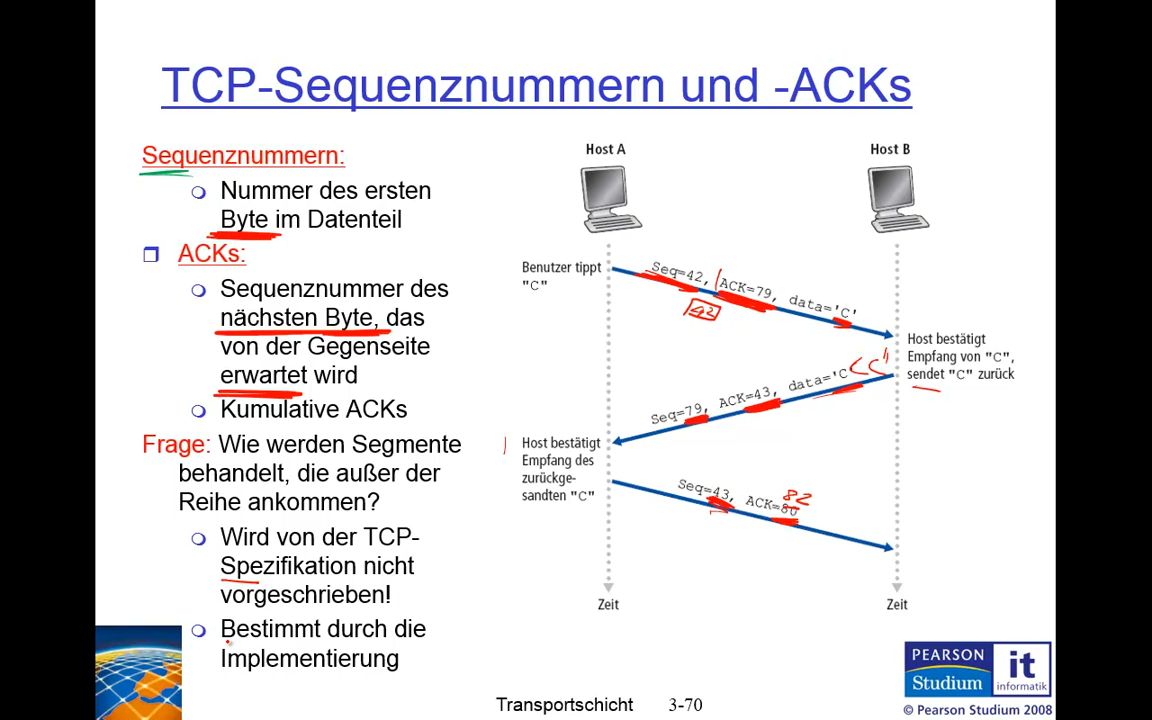 TCP-Sequenznummern und -ACKs
Sequenznummern:
Nummer des ersten
Byte im Datenteil
ACKs:
Sequenznummer des
nächsten Byte, das
von der Gegenseite
erwartet wird
Kumulative ACKs
Frage: Wie werden Segmente
behandelt, die außer der
Reihe ankommen?
Wird von der TCP-
Spezifikation nicht
vorgeschrieben!
Bestimmt durch die
Implementierung
Host A
Host B
Benutzer tippt
"C"
Seq=42, ACK=79, data='C'
42
Host bestätigt
Empfang von "C",
sendet "C" zurück
Seq=79, ACK=43, data='C
CC"
Host bestätigt
Empfang des
zurückge-
sandten "C"
Seq=43, ACK=80
82
Zeit
Zeit
Transportschicht 3-70
PEARSON
Studium
it
informatik
© Pearson Studium 2008